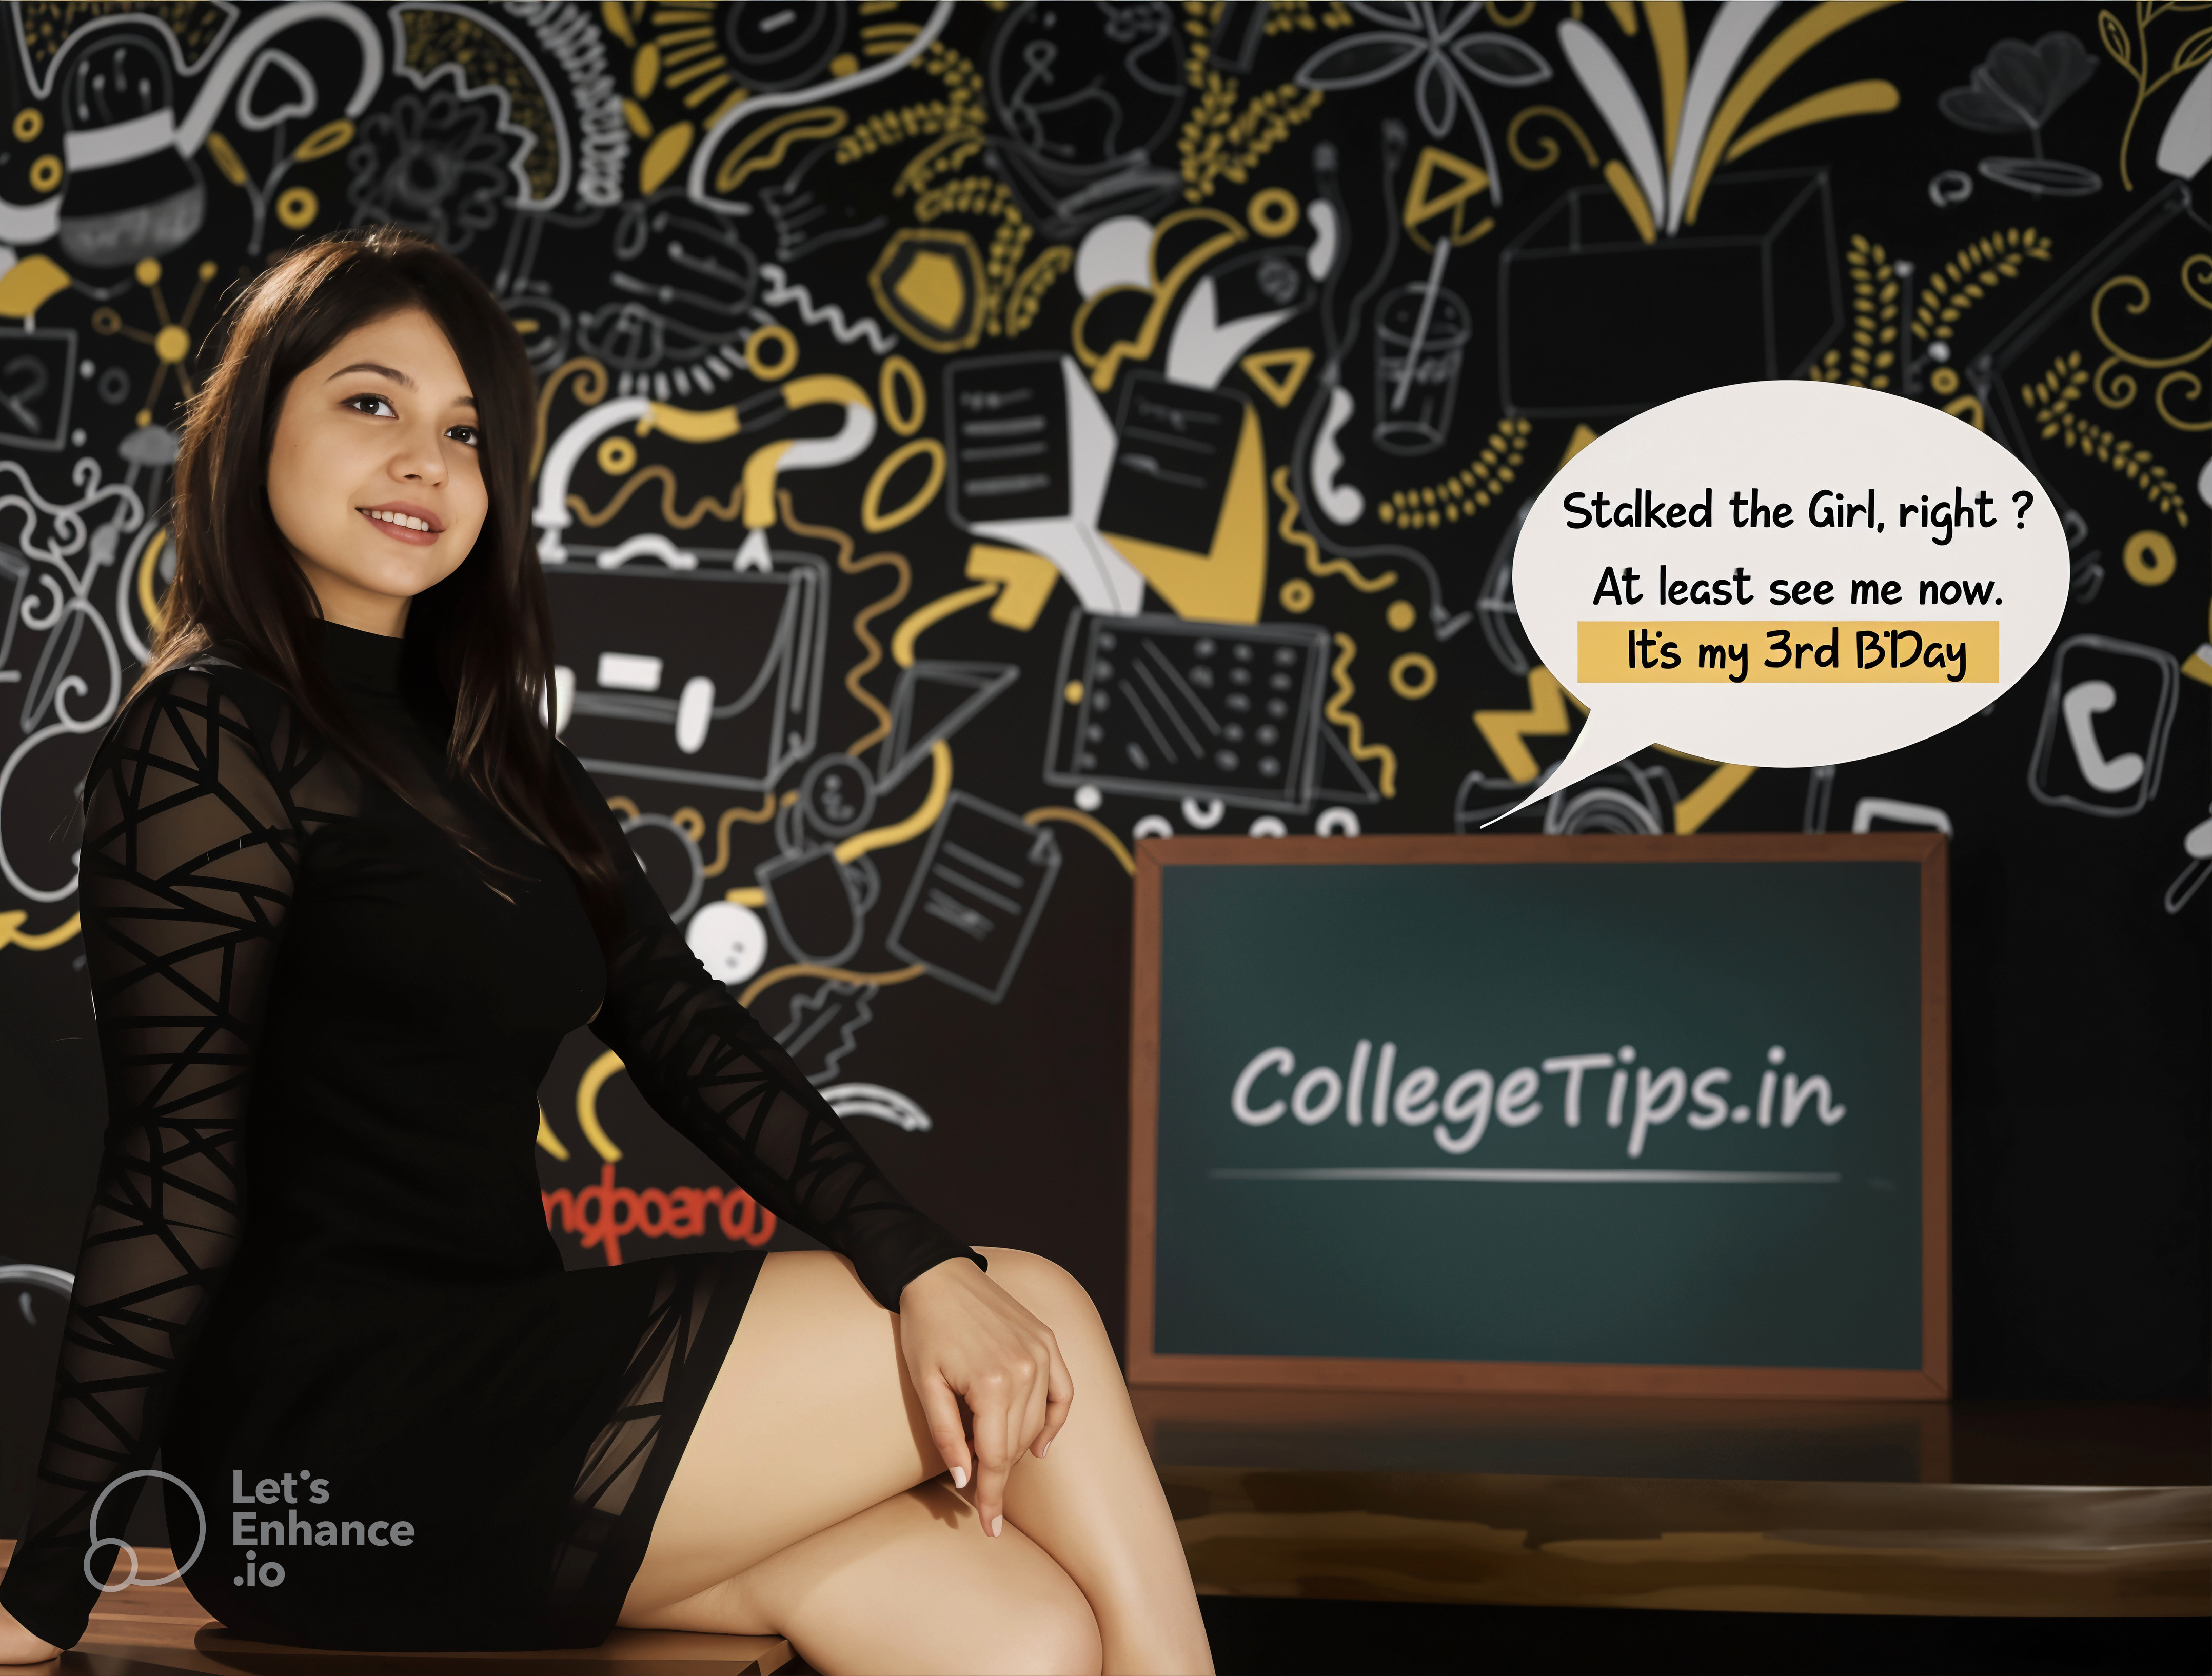 Stalked the Girl, right ?
At least see me now.
It's my 3rd B'Day
CollegeTips.in
Let's
Enhance
.io